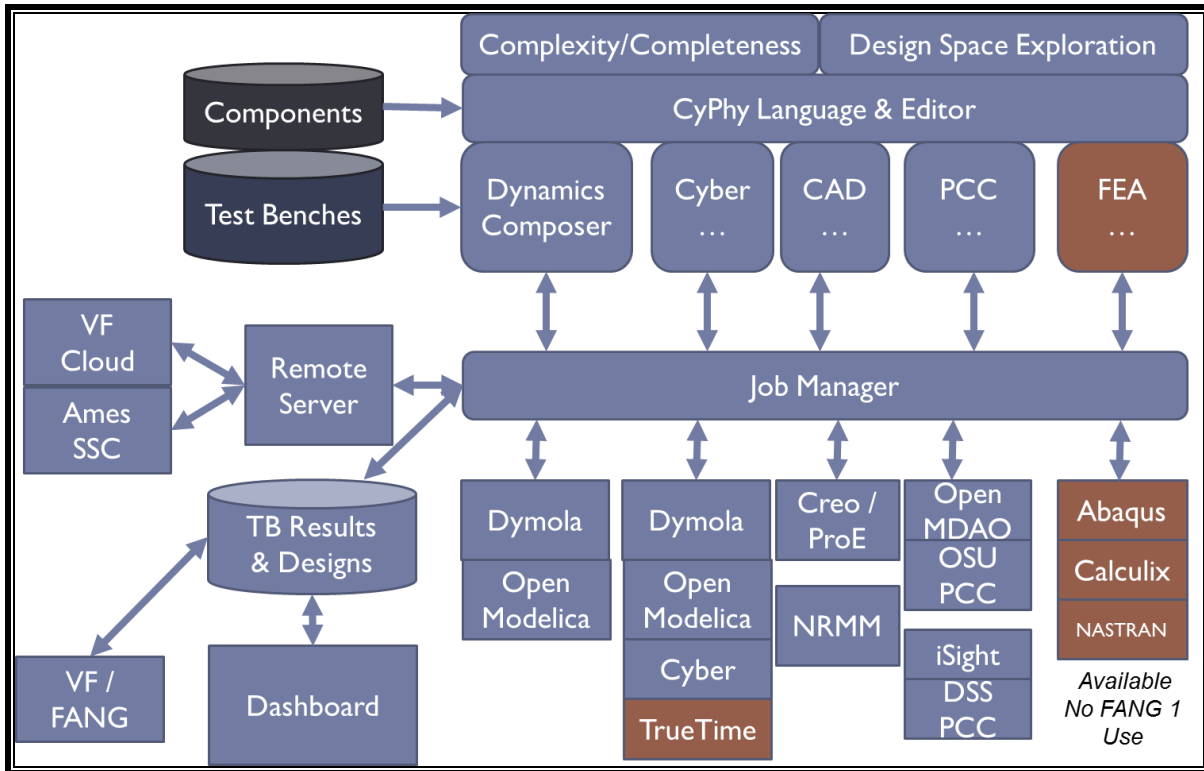 Complexity/Completeness
Design Space Exploration
Components
CyPhy Language & Editor
Test Benches
Dynamics
Composer
Cyber
...
CAD
...
PCC
...
FEA
...
VF
Cloud
Ames
SSC
Remote
Server
Job Manager
TB Results
& Designs
VF /
FANG
Dashboard
Dymola
Open
Modelica
Dymola
Open
Modelica
Cyber
TrueTime
Creo /
ProE
NRMM
Open
MDAO
OSU
PCC
iSight
DSS
PCC
Abaqus
Calculix
NASTRAN
Available
No FANG 1
Use